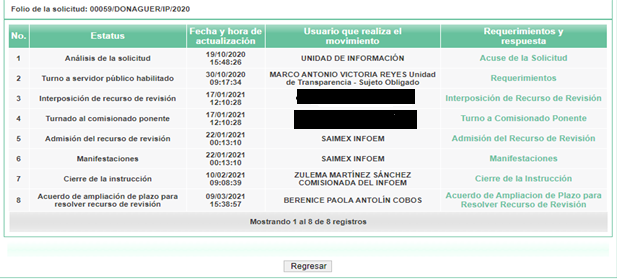 Folio de la solicitud: 00059/DONAGUER/IP/2020
No. Estatus Fecha y hora de actualización Usuario que realiza el movimiento Requerimientos y respuesta
1 Análisis de la solicitud 19/10/2020 15:48:26 UNIDAD DE INFORMACIÓN Acuse de la Solicitud
2 Turno a servidor público habilitado 30/10/2020 09:17:34 MARCO ANTONIO VICTORIA REYES Unidad de Transparencia - Sujeto Obligado Requerimientos
3 Interposición de recurso de revisión 17/01/2021 12:10:28 Interposición de Recurso de Revisión
4 Turnado al comisionado ponente 17/01/2021 12:10:28 Turno a Comisionado Ponente
5 Admisión del recurso de revisión 22/01/2021 00:13:10 SAIMEX INFOEM Admisión del Recurso de Revisión
6 Manifestaciones 22/01/2021 00:13:10 SAIMEX INFOEM Manifestaciones
7 Cierre de la instrucción 10/02/2021 09:08:39 ZULEMA MARTÍNEZ SÁNCHEZ COMISIONADA DEL INFOEM Cierre de la Instrucción
8 Acuerdo de ampliación de plazo para resolver recurso de revisión 09/03/2021 15:38:57 BERENICE PAOLA ANTOLÍN COBOS Acuerdo de Ampliacion de Plazo para Resolver Recurso de Revisión
Mostrando 1 al 8 de 8 registros
Regresar